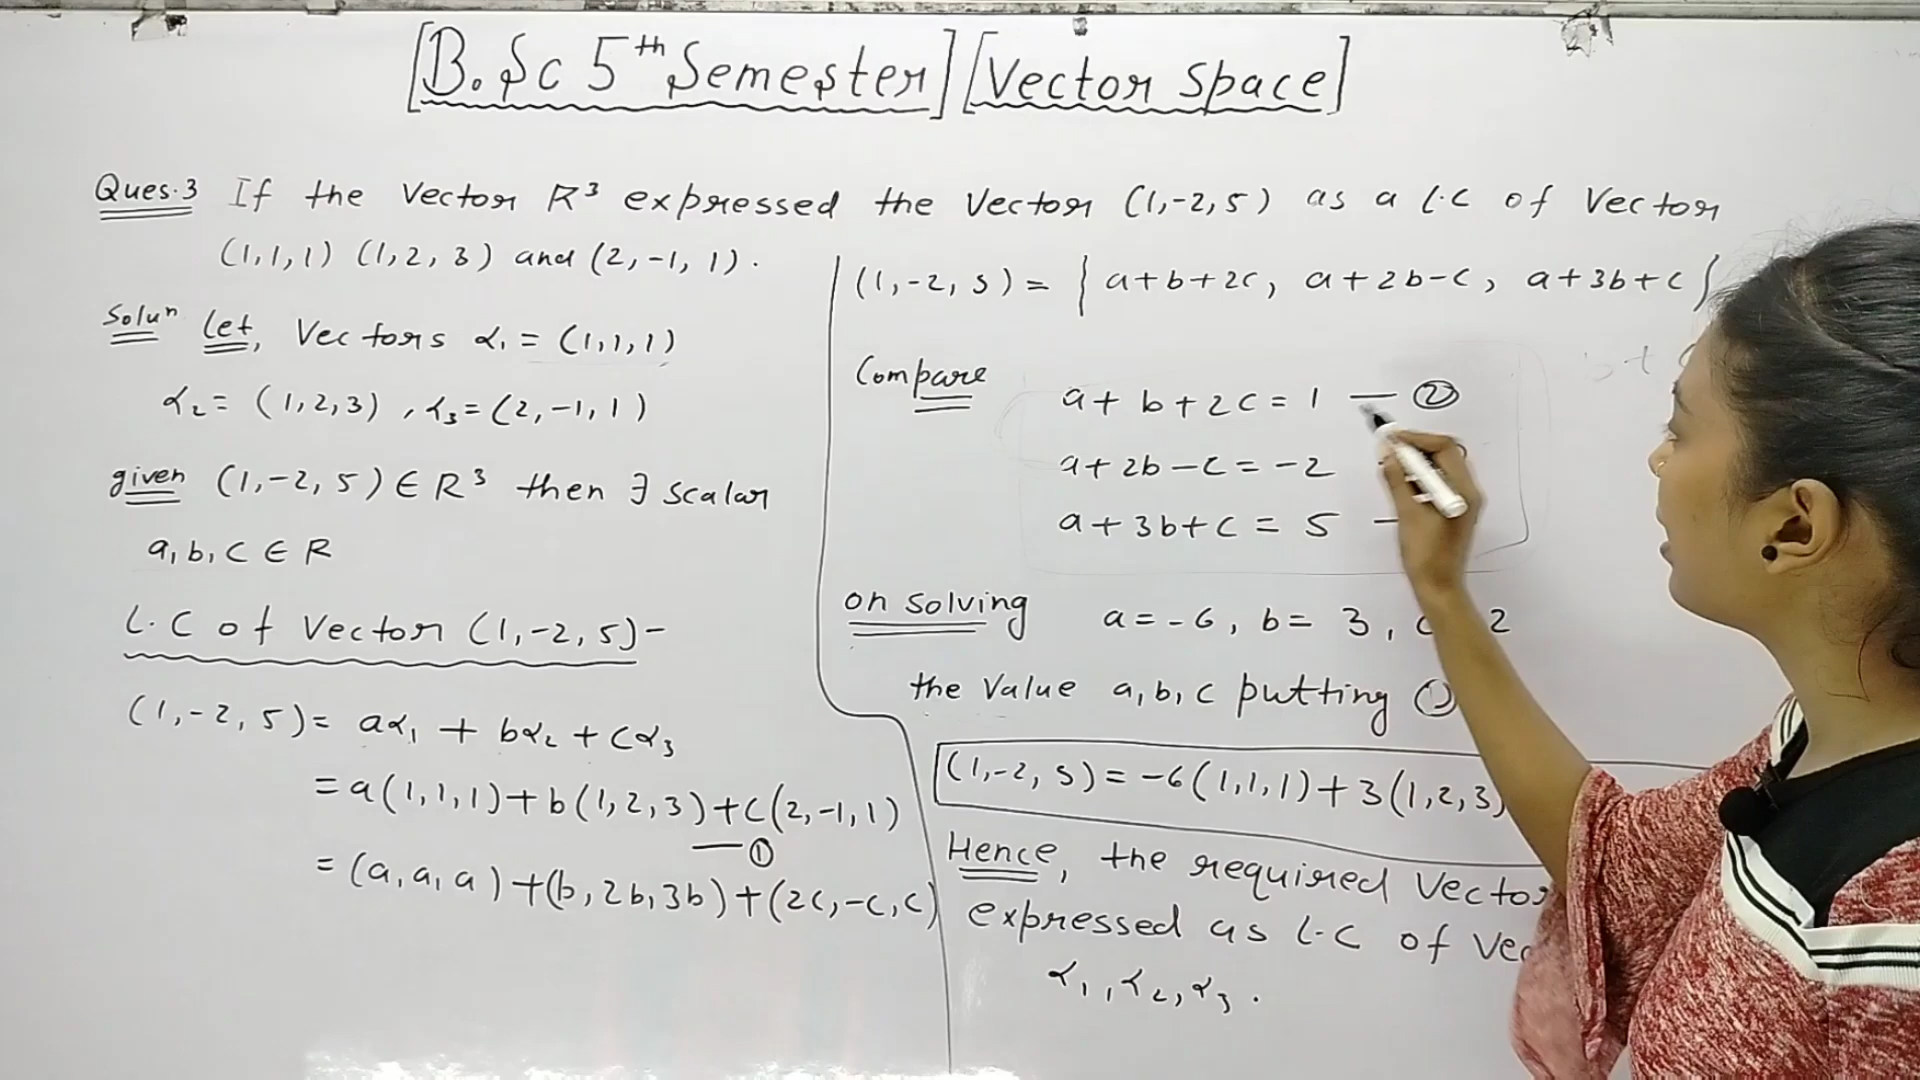 [B.Sc 5th Semester] [Vector Space]
Ques.3 If the Vector R³ expressed the Vector (1,-2,5) as a L.C of Vector
(1,1,1) (1,2,3) and (2,-1,1).
Soluⁿ Let, Vectors α₁ = (1,1,1)
α₂ = (1,2,3), α₃ = (2,-1,1)
given (1,-2,5) ∈ R³ then ∃ scalar
a,b,c ∈ R
L.C of Vector (1,-2,5)-
(1,-2,5) = aα₁ + bα₂ + cα₃
= a(1,1,1)+b(1,2,3)+c(2,-1,1)
— ①
= (a,a,a)+(b,2b,3b)+(2c,-c,c)
(1,-2,5) = { a+b+2c, a+2b-c, a+3b+c }
Compare
a+b+2c = 1 — ②
a+2b-c = -2
a+3b+c = 5 —
on solving a=-6, b=3, c 2
the Value a,b,c putting ①
(1,-2,5) = -6(1,1,1)+3(1,2,3)
Hence, the required
expressed as L.C of
α₁, α₂, α₃.